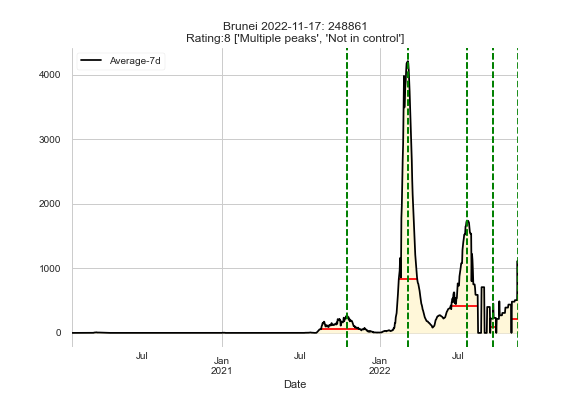 Brunei 2022-11-17: 248861
Rating:8 ['Multiple peaks', 'Not in control']
Average-7d
4000
3000
2000
1000
0
Jul
Jan
2021
Jul
Jan
2022
Jul
Date